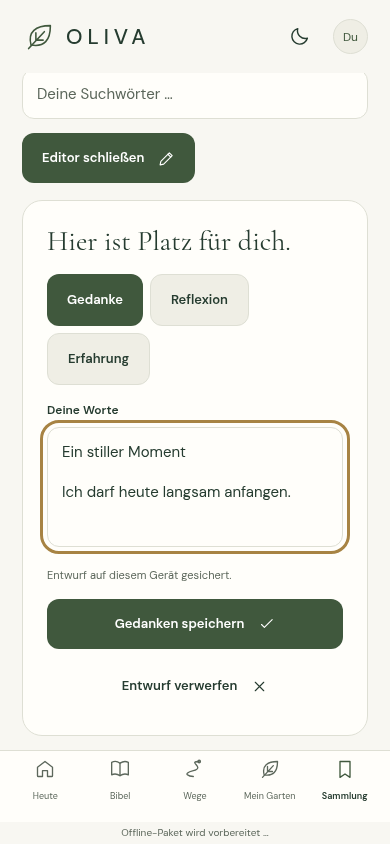 OLIVA
Du
Deine Suchwörter ...
Editor schließen
Hier ist Platz für dich.
Gedanke
Reflexion
Erfahrung
Deine Worte
Ein stiller Moment
Ich darf heute langsam anfangen.
Entwurf auf diesem Gerät gesichert.
Gedanken speichern
Entwurf verwerfen
Heute
Bibel
Wege
Mein Garten
Sammlung
Offline-Paket wird vorbereitet ...